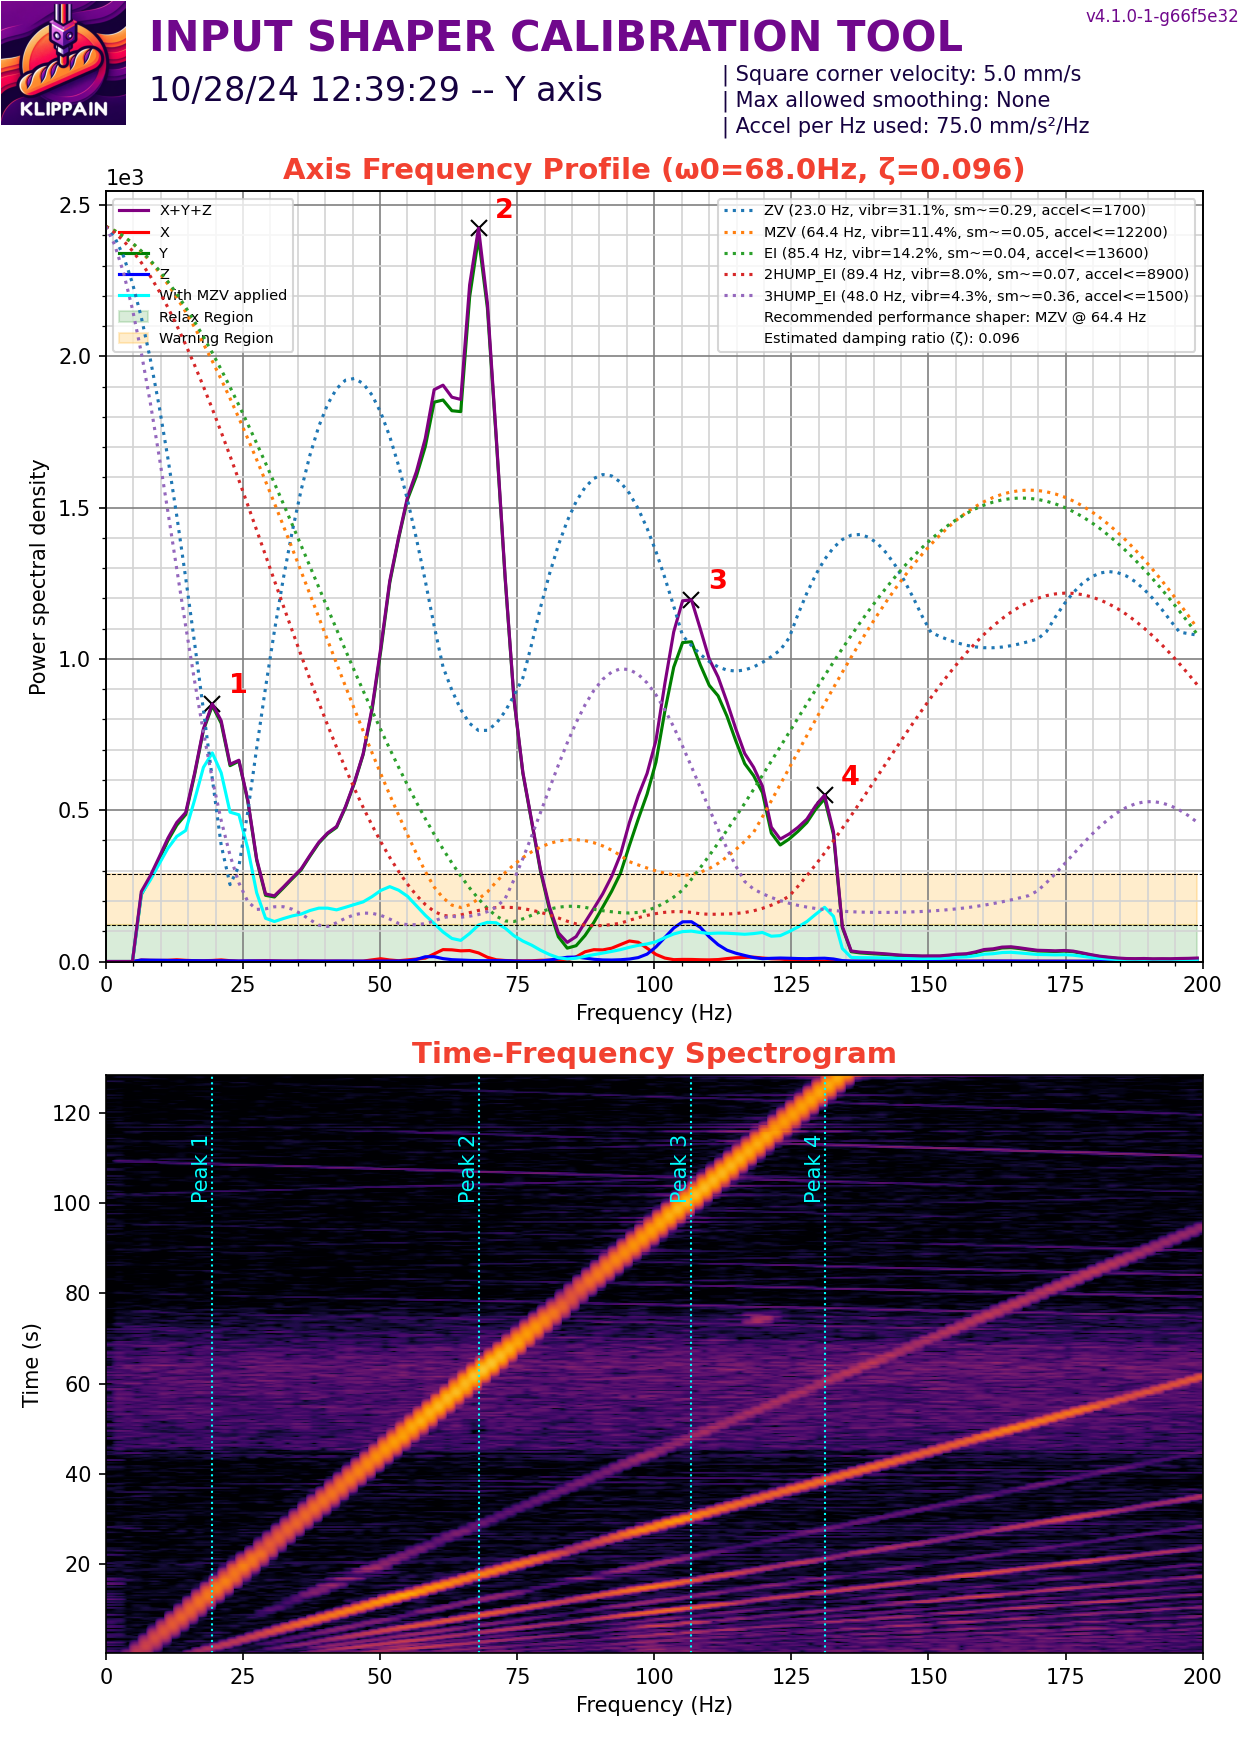 v4.1.0-1-g66f5e32
INPUT SHAPER CALIBRATION TOOL
10/28/24 12:39:29 -- Y axis
| Square corner velocity: 5.0 mm/s
| Max allowed smoothing: None
| Accel per Hz used: 75.0 mm/s²/Hz
KLIPPAIN
Axis Frequency Profile (ω0=68.0Hz, ζ=0.096)
1e3
X+Y+Z
X
Y
Z
With MZV applied
Relax Region
Warning Region
ZV (23.0 Hz, vibr=31.1%, sm~=0.29, accel<=1700)
MZV (64.4 Hz, vibr=11.4%, sm~=0.05, accel<=12200)
EI (85.4 Hz, vibr=14.2%, sm~=0.04, accel<=13600)
2HUMP_EI (89.4 Hz, vibr=8.0%, sm~=0.07, accel<=8900)
3HUMP_EI (48.0 Hz, vibr=4.3%, sm~=0.36, accel<=1500)
Recommended performance shaper: MZV @ 64.4 Hz
Estimated damping ratio (ζ): 0.096
1
2
3
4
Power spectral density
2.5
2.0
1.5
1.0
0.5
0.0
0 25 50 75 100 125 150 175 200
Frequency (Hz)
Time-Frequency Spectrogram
Time (s)
120
100
80
60
40
20
Peak 1
Peak 2
Peak 3
Peak 4
0 25 50 75 100 125 150 175 200
Frequency (Hz)